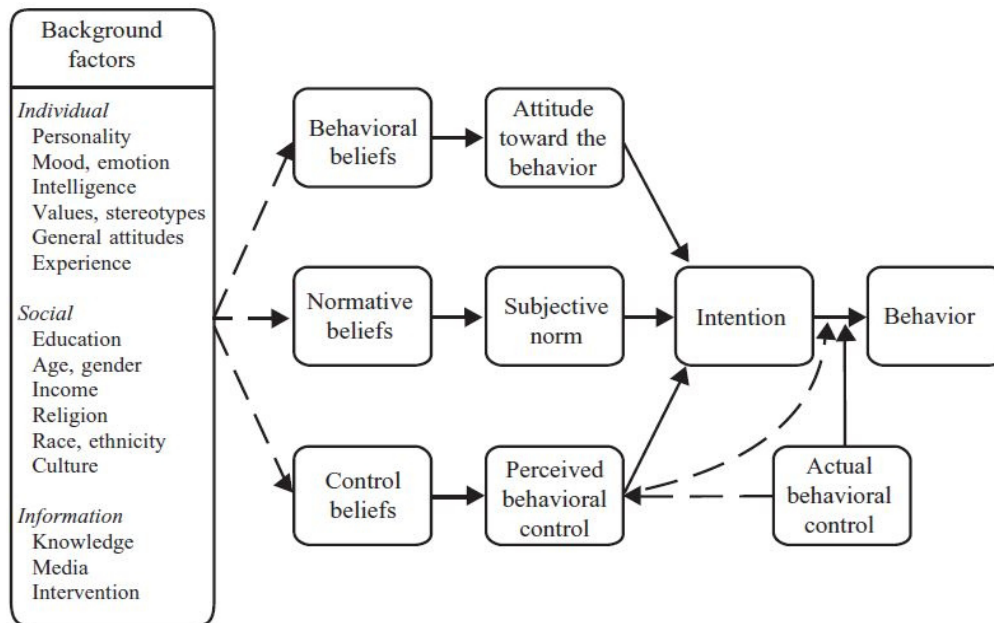 Background
factors
Individual
Personality
Mood, emotion
Intelligence
Values, stereotypes
General attitudes
Experience
Social
Education
Age, gender
Income
Religion
Race, ethnicity
Culture
Information
Knowledge
Media
Intervention
Behavioral
beliefs
Attitude
toward the
behavior
Normative
beliefs
Subjective
norm
Intention
Behavior
Control
beliefs
Perceived
behavioral
control
Actual
behavioral
control